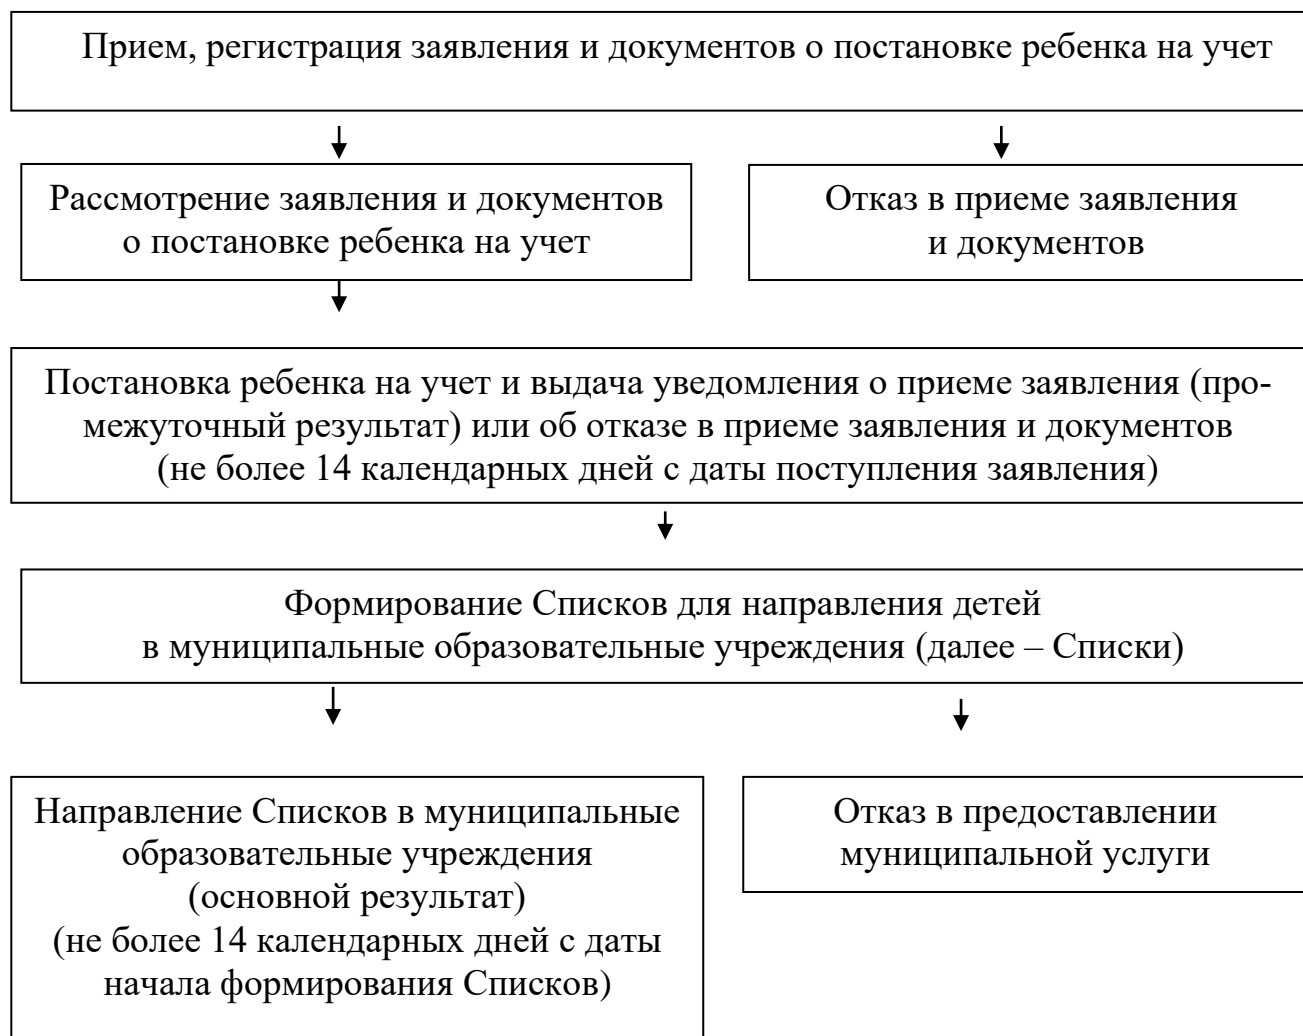 Прием, регистрация заявления и документов о постановке ребенка на учет
Рассмотрение заявления и документов
о постановке ребенка на учет
Отказ в приеме заявления
и документов
Постановка ребенка на учет и выдача уведомления о приеме заявления (про-
межуточный результат) или об отказе в приеме заявления и документов
(не более 14 календарных дней с даты поступления заявления)
Формирование Списков для направления детей
в муниципальные образовательные учреждения (далее – Списки)
Направление Списков в муниципальные
образовательные учреждения
(основной результат)
(не более 14 календарных дней с даты
начала формирования Списков)
Отказ в предоставлении
муниципальной услуги